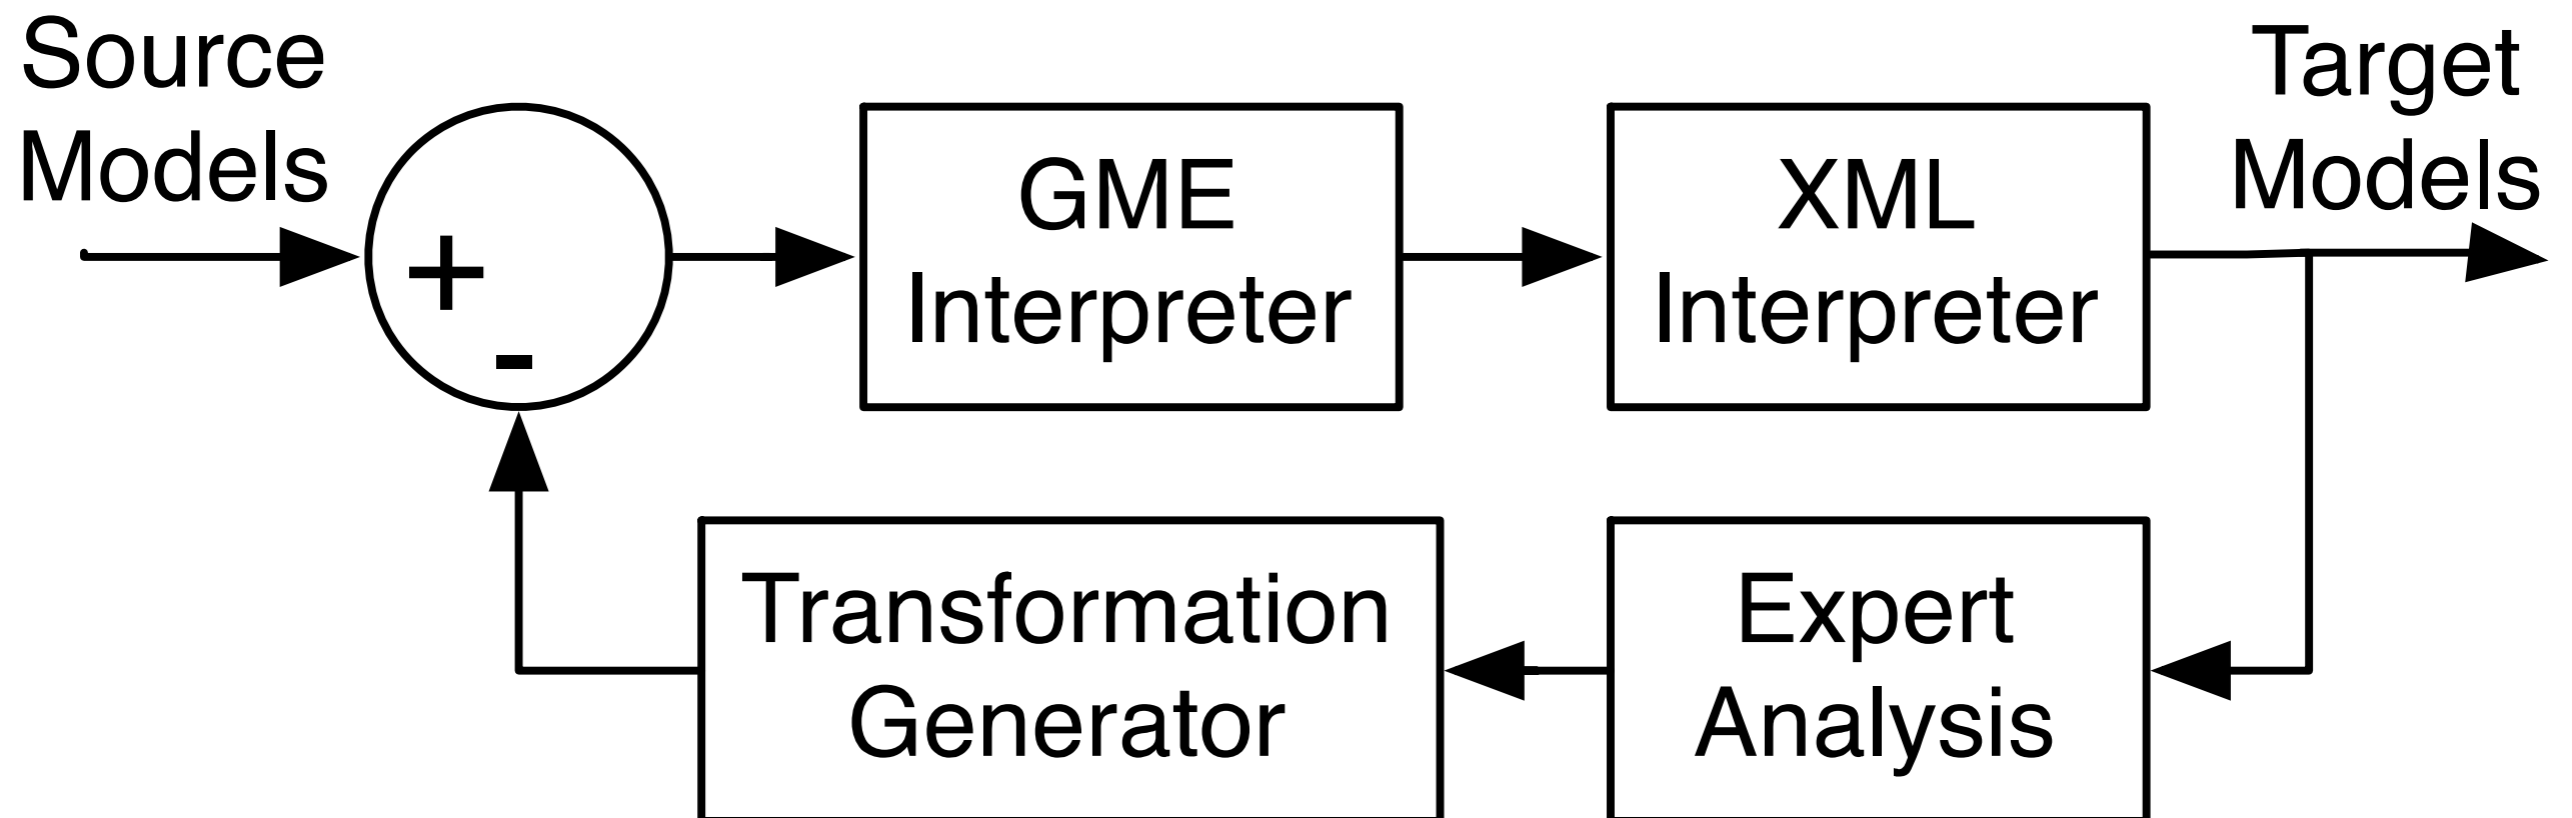 Source
Models
+
-
GME
Interpreter
XML
Interpreter
Target
Models
Transformation
Generator
Expert
Analysis